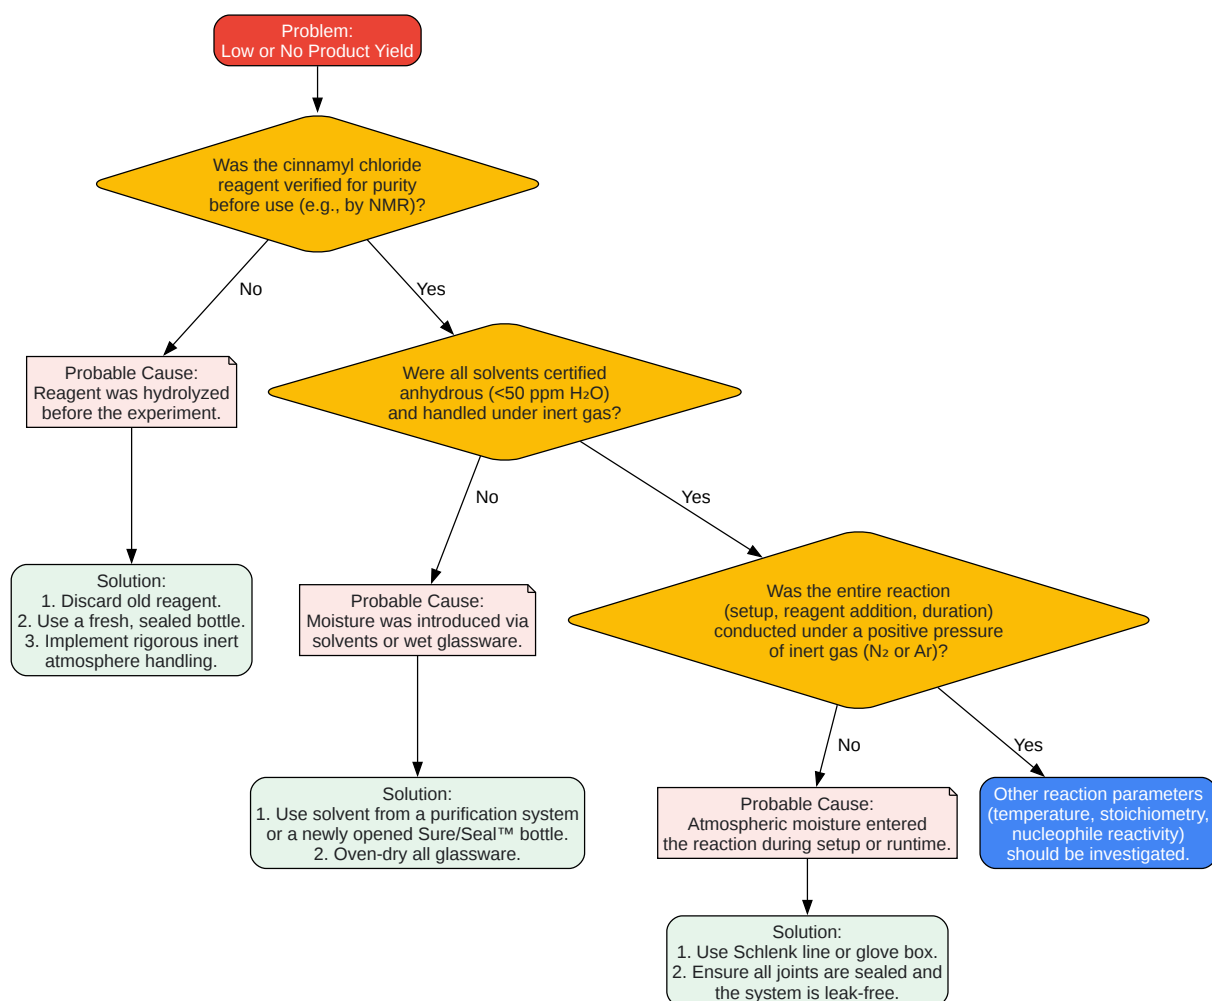 Problem:
Low or No Product Yield
Was the cinnamyl chloride
reagent verified for purity
before use (e.g., by NMR)?
No
Yes
Probable Cause:
Reagent was hydrolyzed
before the experiment.
Were all solvents certified
anhydrous (<50 ppm H₂O)
and handled under inert gas?
No
Yes
Solution:
1. Discard old reagent.
2. Use a fresh, sealed bottle.
3. Implement rigorous inert
atmosphere handling.
Probable Cause:
Moisture was introduced via
solvents or wet glassware.
Was the entire reaction
(setup, reagent addition, duration)
conducted under a positive pressure
of inert gas (N₂ or Ar)?
No
Yes
Solution:
1. Use solvent from a purification system
or a newly opened Sure/Seal™ bottle.
2. Oven-dry all glassware.
Probable Cause:
Atmospheric moisture entered
the reaction during setup or runtime.
Other reaction parameters
(temperature, stoichiometry,
nucleophile reactivity)
should be investigated.
Solution:
1. Use Schlenk line or glove box.
2. Ensure all joints are sealed and
the system is leak-free.